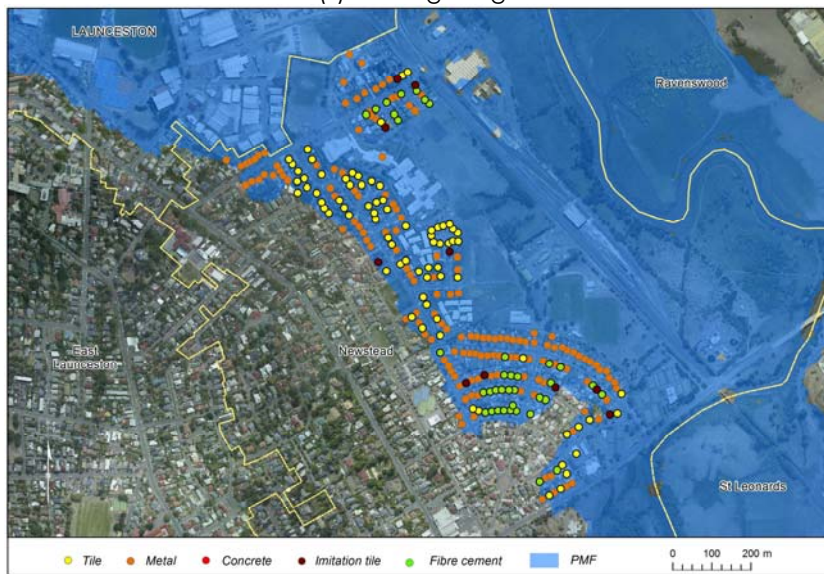 LAUNCESTON
Ravenswood
East
Launceston
Newstead
St Leonards
Tile
Metal
Concrete
Imitation tile
Fibre cement
PMF
0 100 200 m